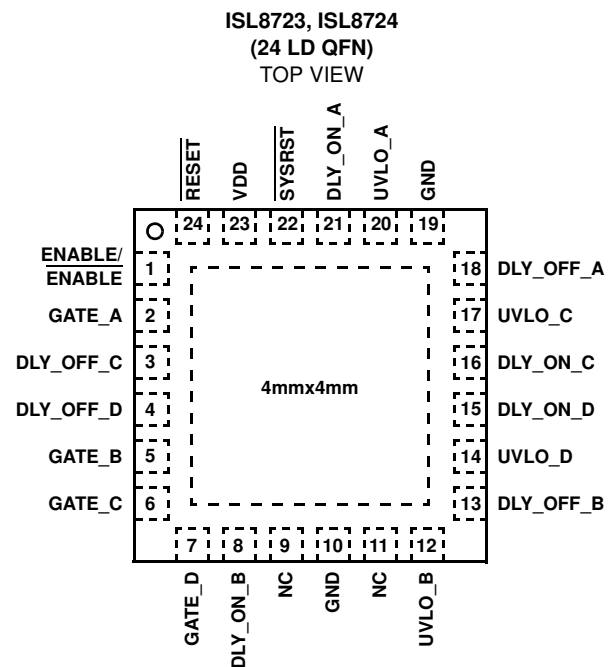 ISL8723, ISL8724
(24 LD QFN)
TOP VIEW
RESET
VDD
SYSRST
DLY_ON_A
UVLO_A
GND
24 23 22 21 20 19
ENABLE/
ENABLE 1
GATE_A 2
DLY_OFF_C 3
DLY_OFF_D 4
GATE_B 5
GATE_C 6
4mmx4mm
18 DLY_OFF_A
17 UVLO_C
16 DLY_ON_C
15 DLY_ON_D
14 UVLO_D
13 DLY_OFF_B
7 8 9 10 11 12
GATE_D
DLY_ON_B
NC
GND
NC
UVLO_B